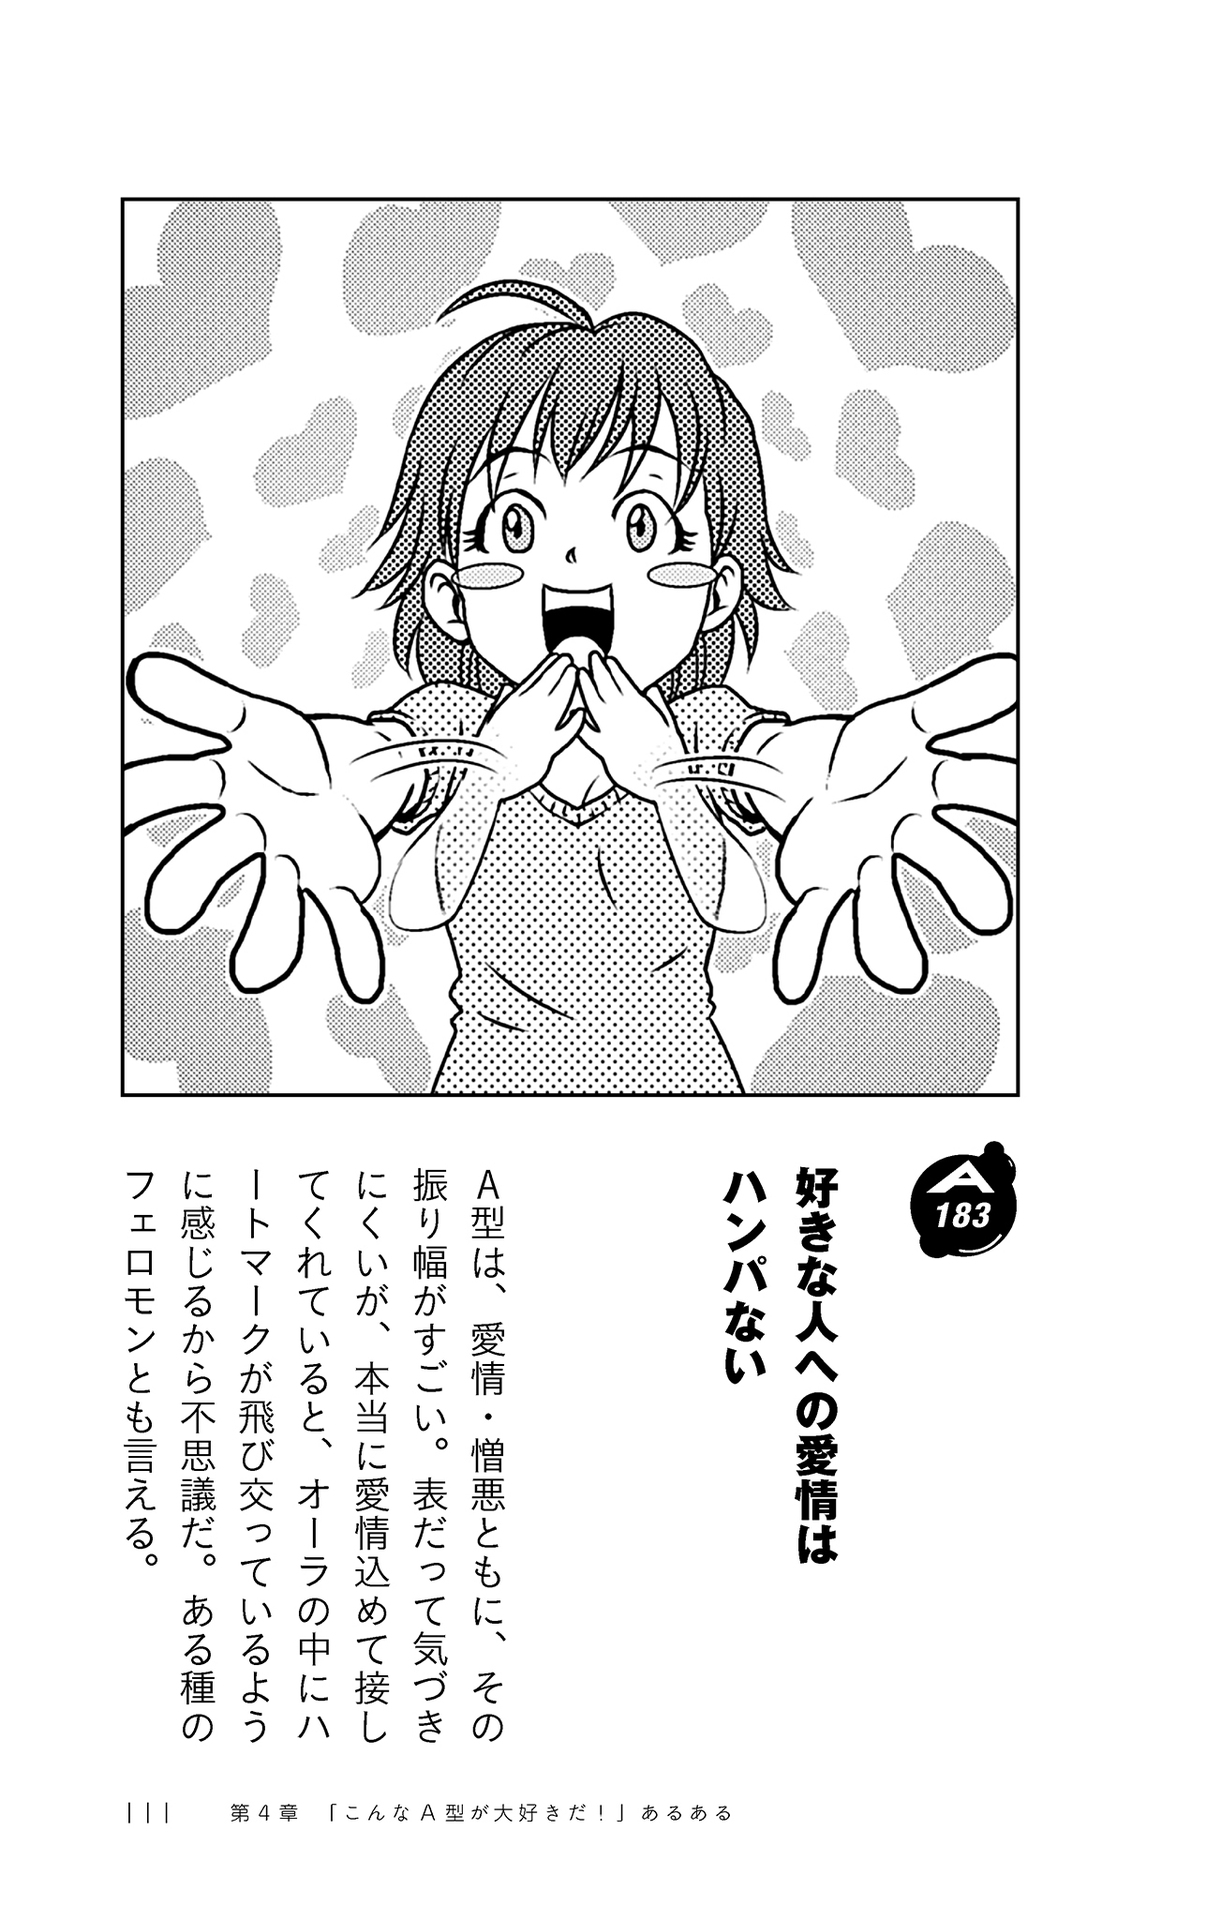 A
183
好きな人への愛情は
ハンパない
A型は、愛情・憎悪ともに、その
振り幅がすごい。表だって気づき
にくいが、本当に愛情込めて接し
てくれていると、オーラの中にハ
ートマークが飛び交っているよう
に感じるから不思議だ。ある種の
フェロモンとも言える。
111 第4章 「こんなA型が大好きだ!」あるある